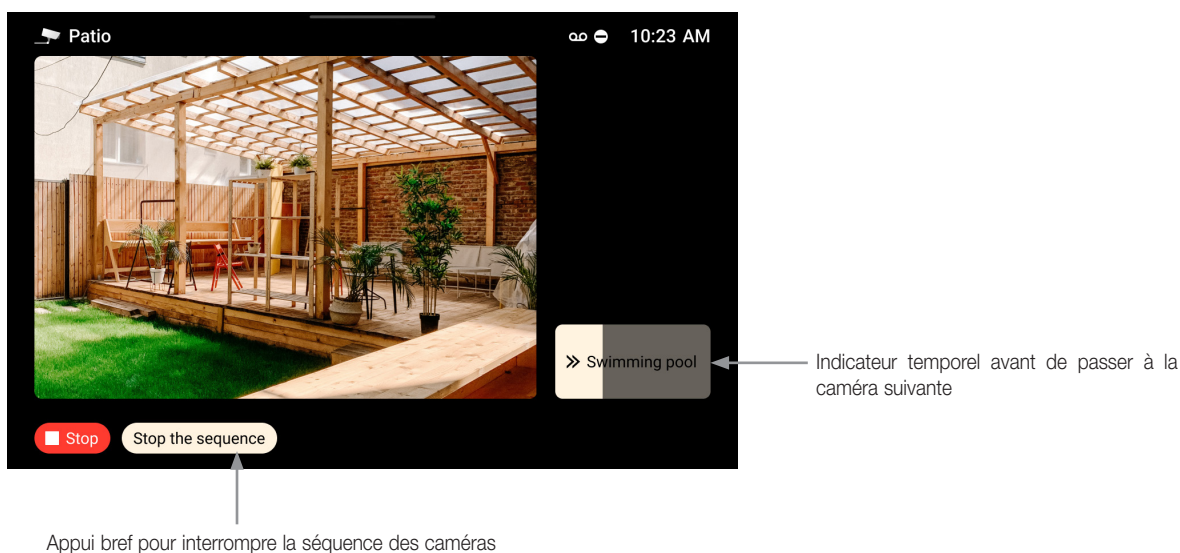 Patio
10:23 AM
Swimming pool
Indicateur temporel avant de passer à la
caméra suivante
Stop
Stop the sequence
Appui bref pour interrompre la séquence des caméras